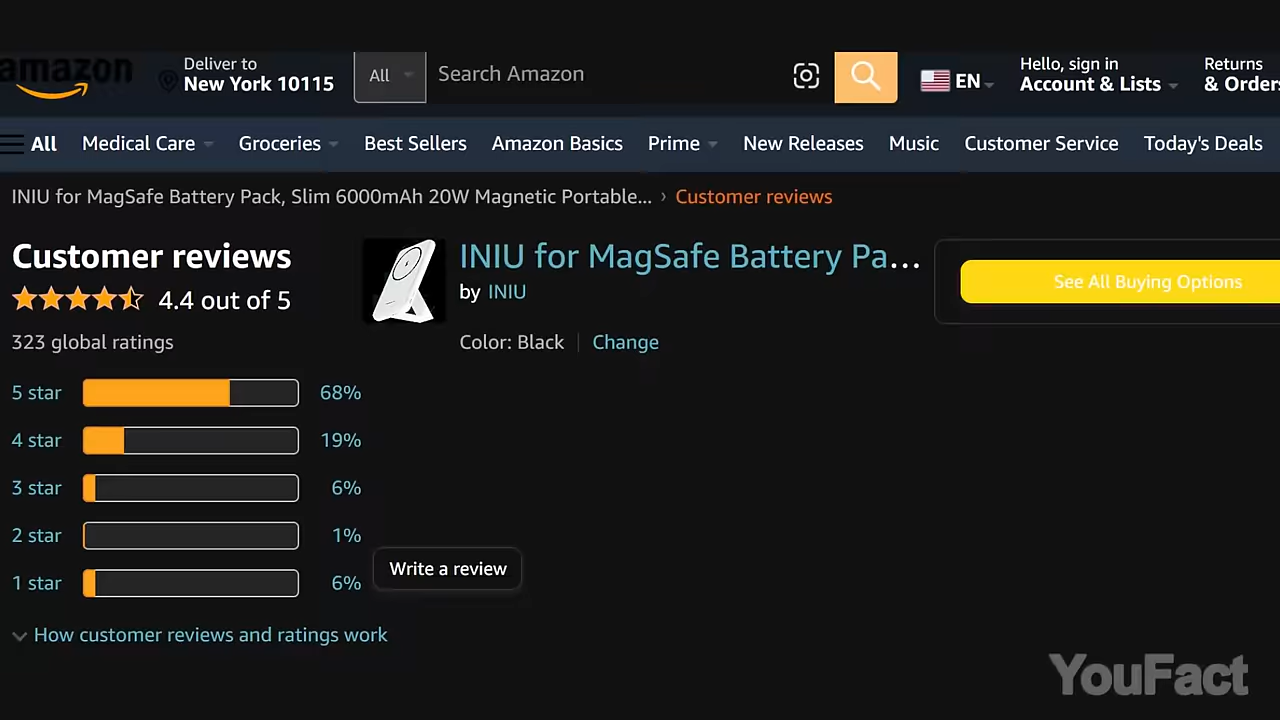 amazon
Deliver to
New York 10115
All
Search Amazon
EN
Hello, sign in
Account & Lists
Returns
& Orders
All
Medical Care
Groceries
Best Sellers
Amazon Basics
Prime
New Releases
Music
Customer Service
Today's Deals
INIU for MagSafe Battery Pack, Slim 6000mAh 20W Magnetic Portable... › Customer reviews
Customer reviews
4.4 out of 5
323 global ratings
5 star 68%
4 star 19%
3 star 6%
2 star 1%
1 star 6%
How customer reviews and ratings work
INIU for MagSafe Battery Pa...
by INIU
Color: Black
Change
See All Buying Options
Write a review
YouFact